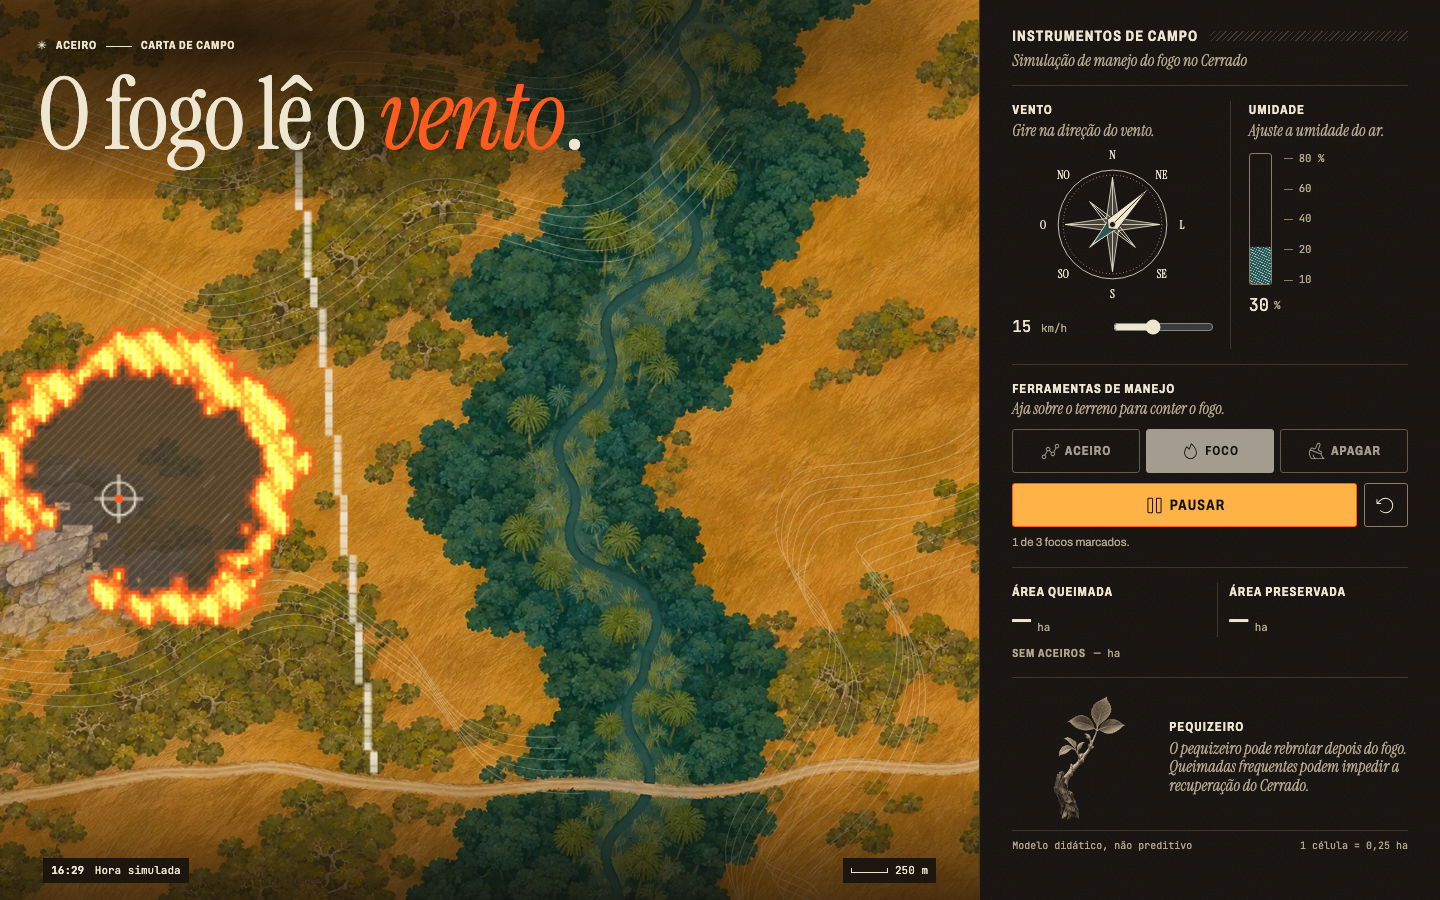 ACEIRO — CARTA DE CAMPO
O fogo lê o vento.
16:29 Hora simulada
250 m
INSTRUMENTOS DE CAMPO
Simulação de manejo do fogo no Cerrado
VENTO
Gire na direção do vento.
N
NO NE
O L
SO SE
S
15 km/h
UMIDADE
Ajuste a umidade do ar.
80 %
60
40
20
10
30 %
FERRAMENTAS DE MANEJO
Aja sobre o terreno para conter o fogo.
ACEIRO FOCO APAGAR
PAUSAR
1 de 3 focos marcados.
ÁREA QUEIMADA
— ha
SEM ACEIROS — ha
ÁREA PRESERVADA
— ha
PEQUIZEIRO
O pequizeiro pode rebrotar depois do fogo.
Queimadas frequentes podem impedir a
recuperação do Cerrado.
Modelo didático, não preditivo
1 célula = 0,25 ha